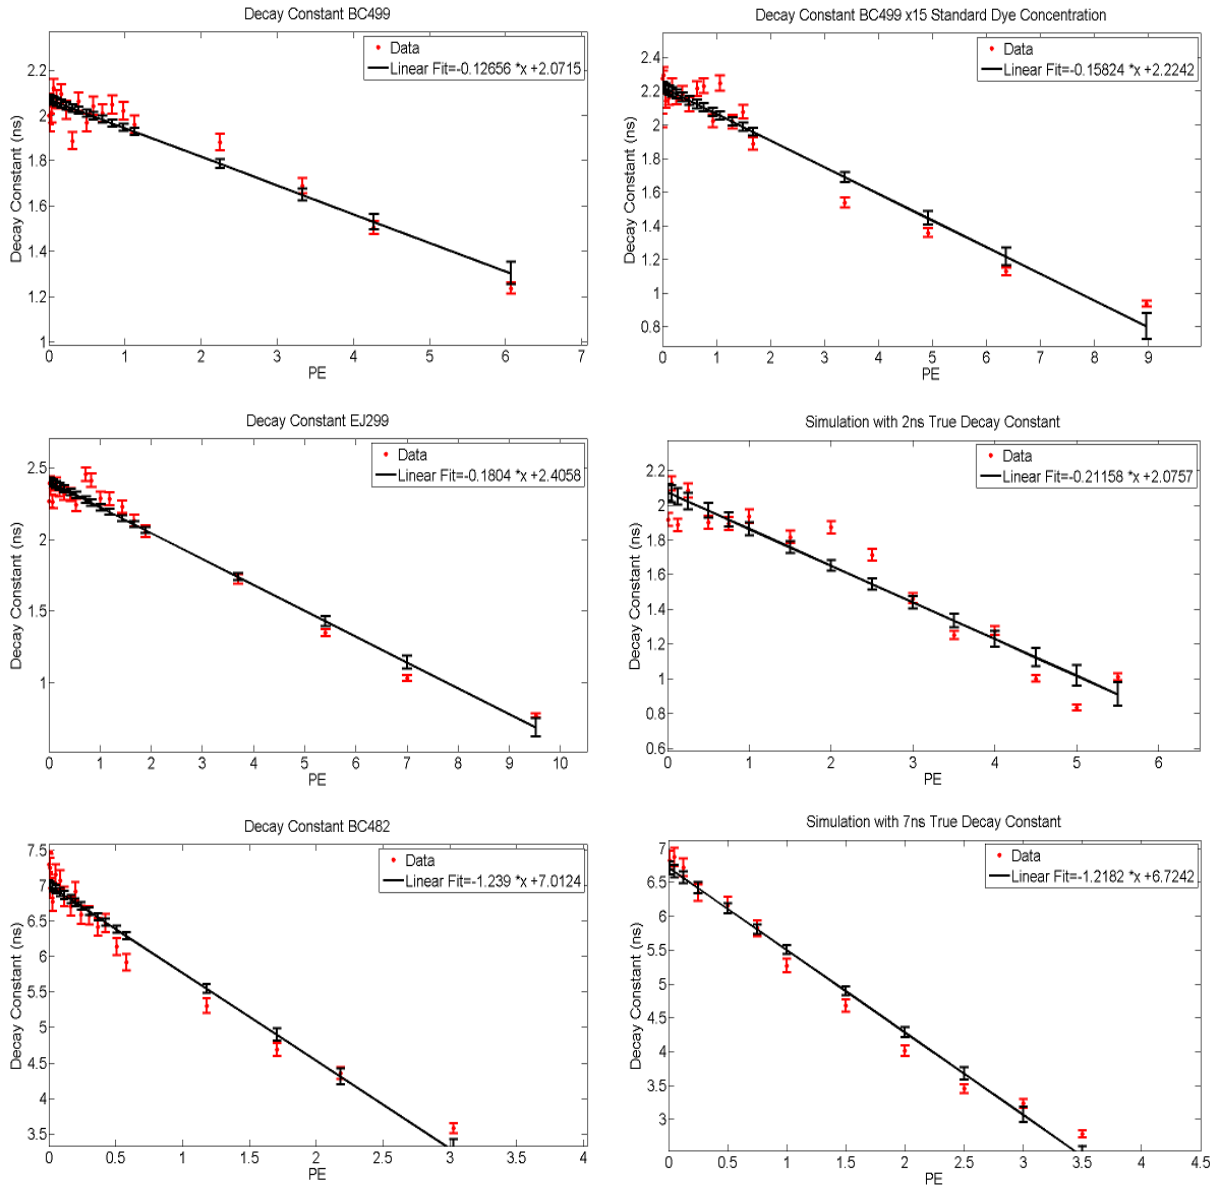 Decay Constant BC499
Data
Linear Fit=-0.12656 *x +2.0715
2.2
2
1.8
1.6
1.4
1.2
1
Decay Constant (ns)
0 1 2 3 4 5 6 7
PE
Decay Constant BC499 x15 Standard Dye Concentration
Data
Linear Fit=-0.15824 *x +2.2242
2.4
2.2
2
1.8
1.6
1.4
1.2
1
0.8
Decay Constant (ns)
0 1 2 3 4 5 6 7 8 9
PE
Decay Constant EJ299
Data
Linear Fit=-0.1804 *x +2.4058
2.5
2
1.5
1
Decay Constant (ns)
0 1 2 3 4 5 6 7 8 9 10
PE
Simulation with 2ns True Decay Constant
Data
Linear Fit=-0.21158 *x +2.0757
2.2
2
1.8
1.6
1.4
1.2
1
0.8
0.6
Decay Constant (ns)
0 1 2 3 4 5 6
PE
Decay Constant BC482
Data
Linear Fit=-1.239 *x +7.0124
7.5
7
6.5
6
5.5
5
4.5
4
3.5
Decay Constant (ns)
0 0.5 1 1.5 2 2.5 3 3.5 4
PE
Simulation with 7ns True Decay Constant
Data
Linear Fit=-1.2182 *x +6.7242
7
6.5
6
5.5
5
4.5
4
3.5
3
Decay Constant (ns)
0 0.5 1 1.5 2 2.5 3 3.5 4 4.5
PE